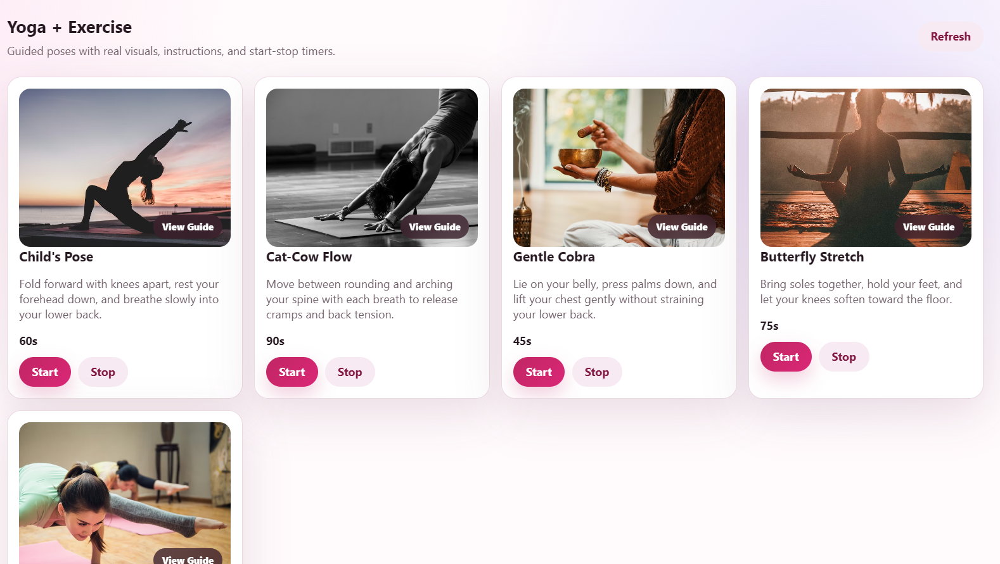 Yoga + Exercise
Guided poses with real visuals, instructions, and start-stop timers.
Refresh
View Guide
Child's Pose
Fold forward with knees apart, rest your
forehead down, and breathe slowly into
your lower back.
60s
Start
Stop
View Guide
Cat-Cow Flow
Move between rounding and arching
your spine with each breath to release
cramps and back tension.
90s
Start
Stop
View Guide
Gentle Cobra
Lie on your belly, press palms down, and
lift your chest gently without straining
your lower back.
45s
Start
Stop
View Guide
Butterfly Stretch
Bring soles together, hold your feet, and
let your knees soften toward the floor.
75s
Start
Stop
View Guide